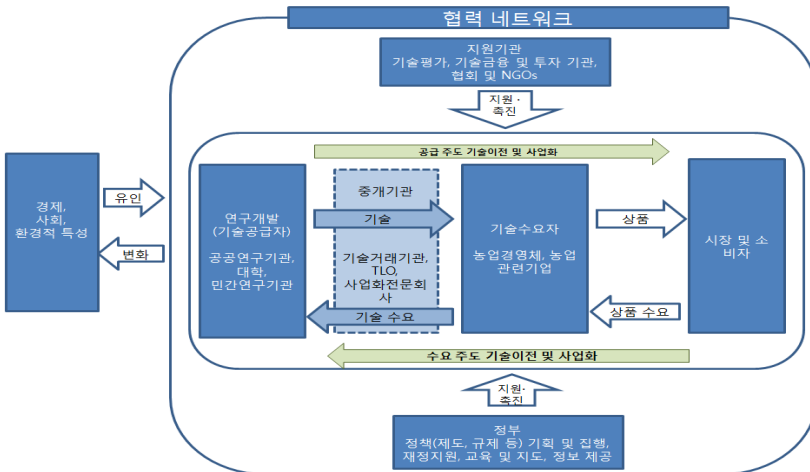 협력 네트워크
지원기관
기술평가, 기술금융 및 투자 기관,
협회 및 NGOs
지원·
촉진
공급 주도 기술이전 및 사업화
경제,
사회,
환경적 특성
유인
변화
연구개발
(기술공급자)
공공연구기관,
대학,
민간연구기관
중개기관
기술
기술거래기관,
TLO,
사업화전문회
사
기술 수요
기술수요자
농업경영체, 농업
관련기업
상품
상품 수요
시장 및 소
비자
수요 주도 기술이전 및 사업화
지원·
촉진
정부
정책(제도, 규제 등) 기획 및 집행,
재정지원, 교육 및 지도, 정보 제공